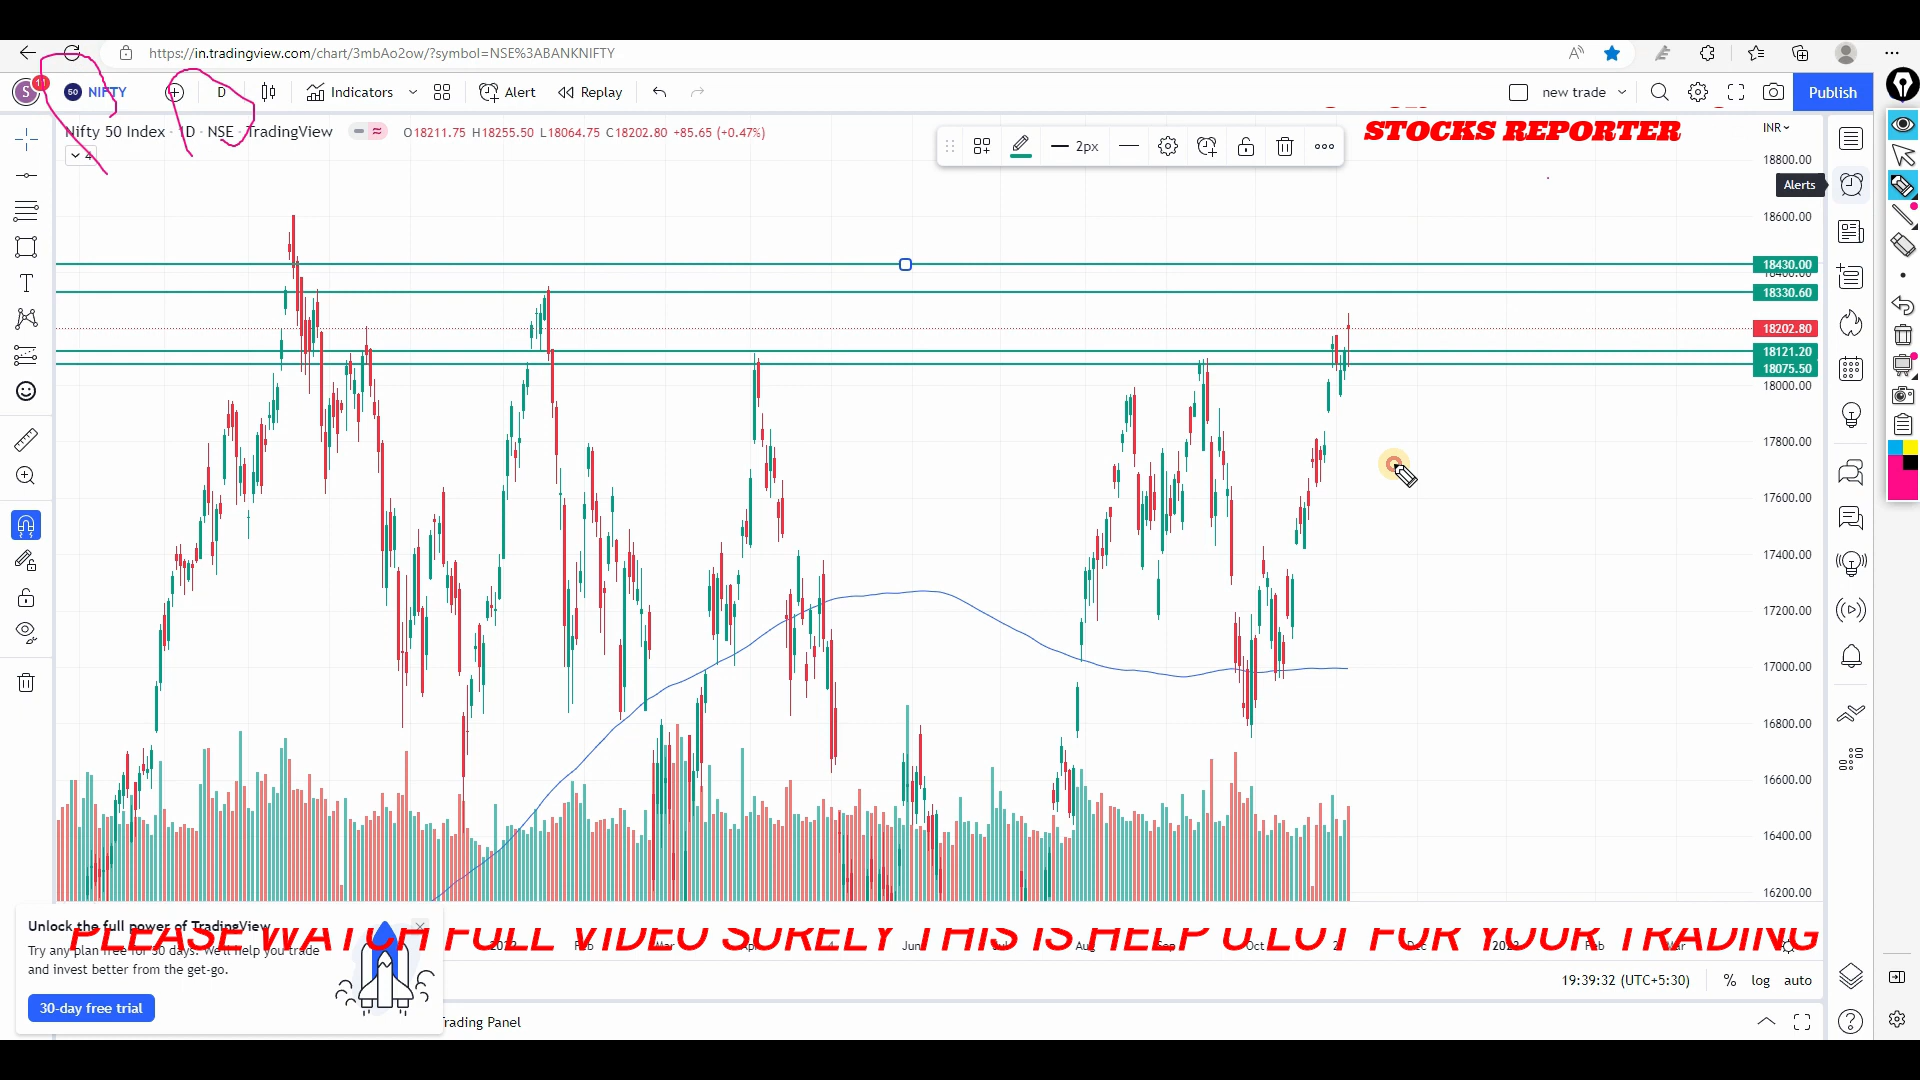 https://in.tradingview.com/chart/3mbAo2ow/?symbol=NSE%3ABANKNIFTY
S 11 50 NIFTY D Indicators Alert Replay new trade Publish
Nifty 50 Index · 1D · NSE · TradingView O18211.75 H18255.50 L18064.75 C18202.80 +85.65 (+0.47%)
4
2px
STOCKS REPORTER
INR
Alerts
18800.00
18600.00
18430.00
18400.00
18330.60
18202.80
18121.20
18075.50
18000.00
17800.00
17600.00
17400.00
17200.00
17000.00
16800.00
16600.00
16400.00
16200.00
Unlock the full power of TradingView
Try any plan free for 30 days. We'll help you trade
and invest better from the get-go.
30-day free trial
PLEASE WATCH FULL VIDEO SURELY THIS IS HELP U LOT FOR YOUR TRADING
19:39:32 (UTC+5:30) % log auto
Trading Panel